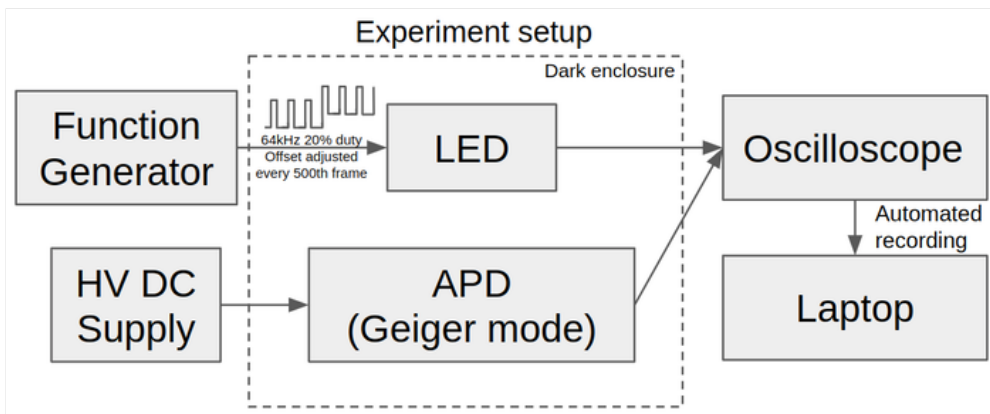 Experiment setup
Dark enclosure
Function
Generator
64kHz 20% duty
Offset adjusted
every 500th frame
LED
Oscilloscope
Automated
recording
HV DC
Supply
APD
(Geiger mode)
Laptop